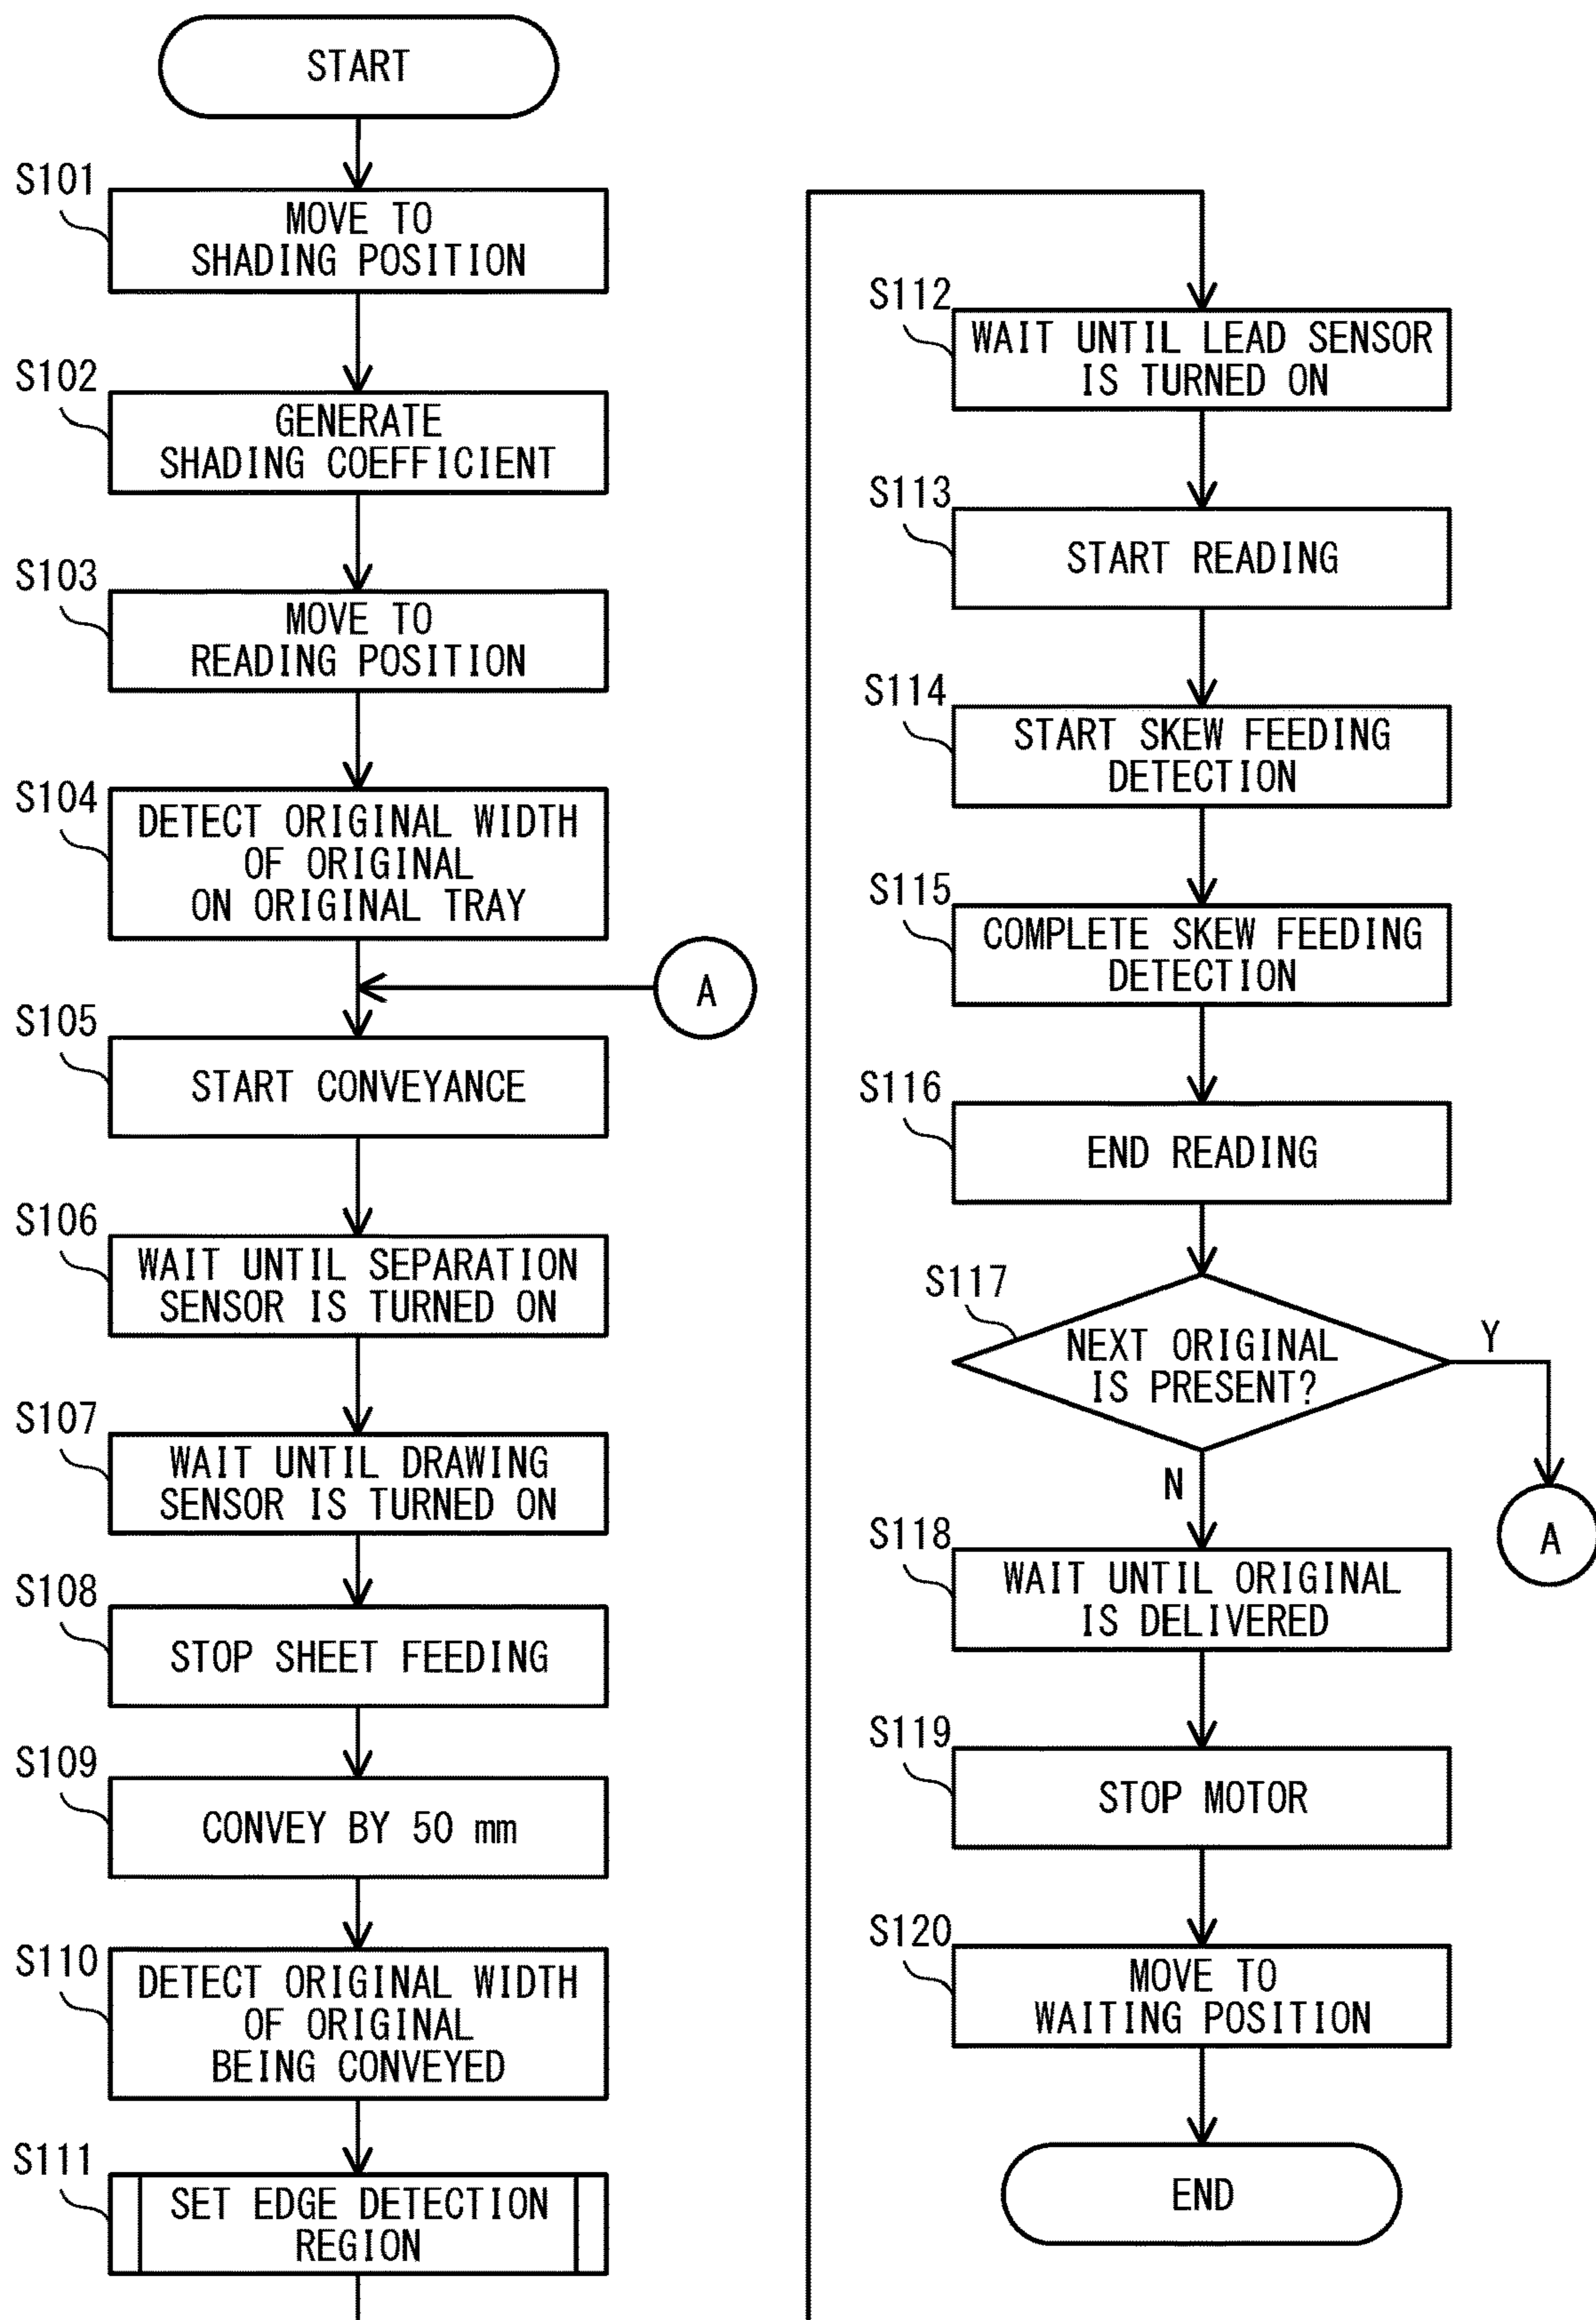 START
S101
MOVE TO
SHADING POSITION
S102
GENERATE
SHADING COEFFICIENT
S103
MOVE TO
READING POSITION
S104
DETECT ORIGINAL WIDTH
OF ORIGINAL
ON ORIGINAL TRAY
A
S105
START CONVEYANCE
S106
WAIT UNTIL SEPARATION
SENSOR IS TURNED ON
S107
WAIT UNTIL DRAWING
SENSOR IS TURNED ON
S108
STOP SHEET FEEDING
S109
CONVEY BY 50 mm
S110
DETECT ORIGINAL WIDTH
OF ORIGINAL
BEING CONVEYED
S111
SET EDGE DETECTION
REGION
S112
WAIT UNTIL LEAD SENSOR
IS TURNED ON
S113
START READING
S114
START SKEW FEEDING
DETECTION
S115
COMPLETE SKEW FEEDING
DETECTION
S116
END READING
S117
NEXT ORIGINAL
IS PRESENT?
Y
N
A
S118
WAIT UNTIL ORIGINAL
IS DELIVERED
S119
STOP MOTOR
S120
MOVE TO
WAITING POSITION
END